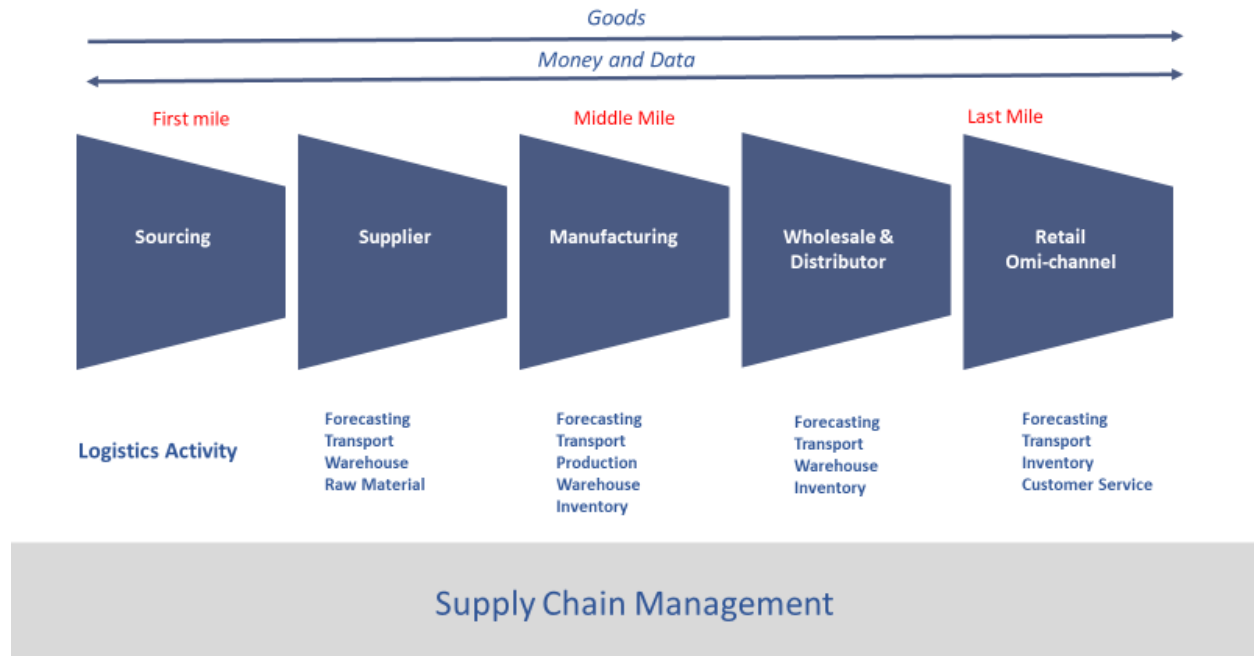 Goods
Money and Data
First mile
Middle Mile
Last Mile
Sourcing
Supplier
Manufacturing
Wholesale &
Distributor
Retail
Omi-channel
Logistics Activity
Forecasting
Transport
Warehouse
Raw Material
Forecasting
Transport
Production
Warehouse
Inventory
Forecasting
Transport
Warehouse
Inventory
Forecasting
Transport
Inventory
Customer Service
Supply Chain Management